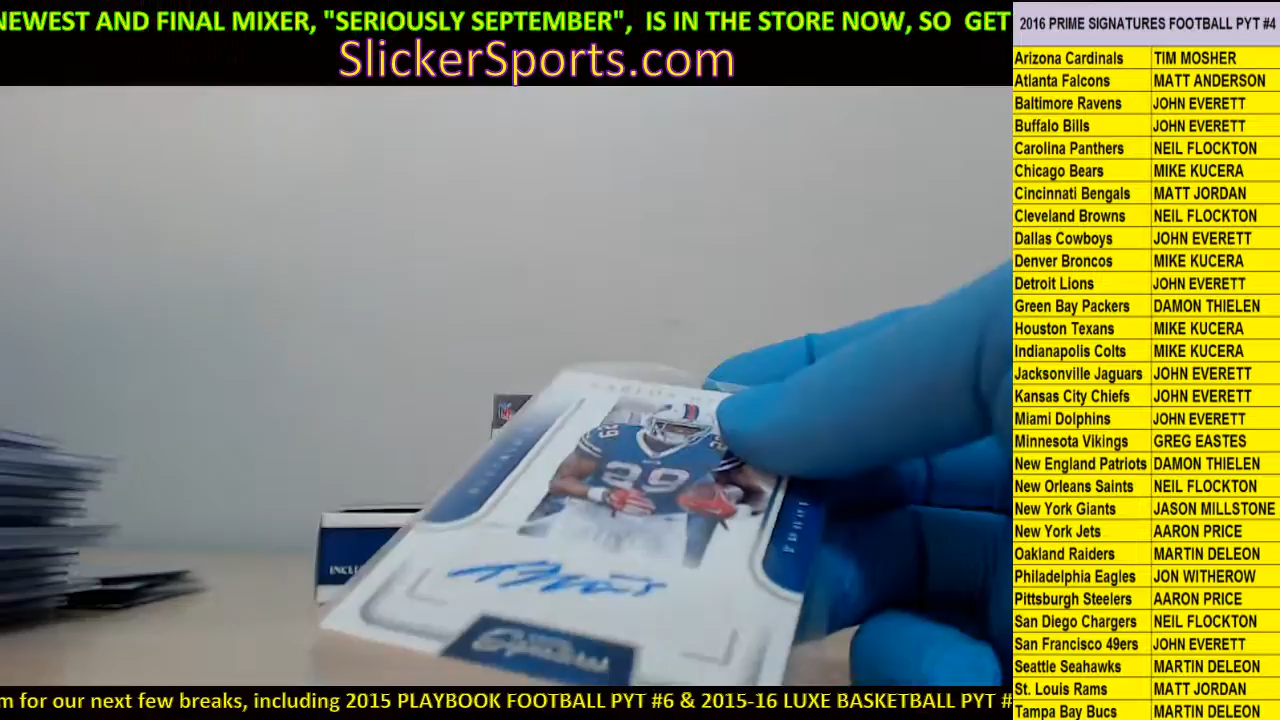 NEWEST AND FINAL MIXER, "SERIOUSLY SEPTEMBER", IS IN THE STORE NOW, SO GET
SlickerSports.com
2016 PRIME SIGNATURES FOOTBALL PYT #4
Arizona Cardinals TIM MOSHER
Atlanta Falcons MATT ANDERSON
Baltimore Ravens JOHN EVERETT
Buffalo Bills JOHN EVERETT
Carolina Panthers NEIL FLOCKTON
Chicago Bears MIKE KUCERA
Cincinnati Bengals MATT JORDAN
Cleveland Browns NEIL FLOCKTON
Dallas Cowboys JOHN EVERETT
Denver Broncos MIKE KUCERA
Detroit Lions JOHN EVERETT
Green Bay Packers DAMON THIELEN
Houston Texans MIKE KUCERA
Indianapolis Colts MIKE KUCERA
Jacksonville Jaguars JOHN EVERETT
Kansas City Chiefs JOHN EVERETT
Miami Dolphins JOHN EVERETT
Minnesota Vikings GREG EASTES
New England Patriots DAMON THIELEN
New Orleans Saints NEIL FLOCKTON
New York Giants JASON MILLSTONE
New York Jets AARON PRICE
Oakland Raiders MARTIN DELEON
Philadelphia Eagles JON WITHEROW
Pittsburgh Steelers AARON PRICE
San Diego Chargers NEIL FLOCKTON
San Francisco 49ers JOHN EVERETT
Seattle Seahawks MARTIN DELEON
St. Louis Rams MATT JORDAN
Tampa Bay Bucs MARTIN DELEON
29
29
m for our next few breaks, including 2015 PLAYBOOK FOOTBALL PYT #6 & 2015-16 LUXE BASKETBALL PYT #